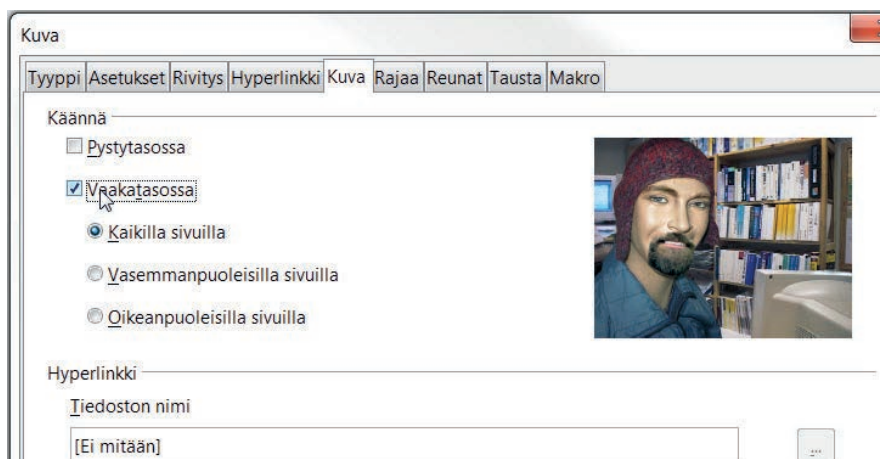 Kuva
Tyyppi Asetukset Rivitys Hyperlinkki Kuva Rajaa Reunat Tausta Makro
Käännä
Pystytasossa
Vaakatasossa
Kaikilla sivuilla
Vasemmanpuoleisilla sivuilla
Oikeanpuoleisilla sivuilla
Hyperlinkki
Tiedoston nimi
[Ei mitään]
...